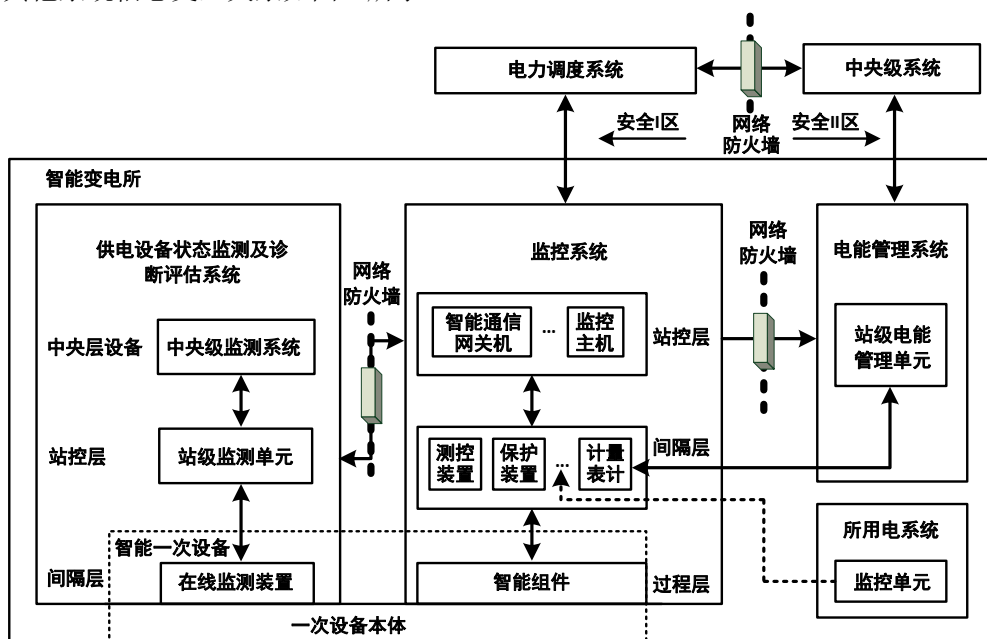 电力调度系统
中央级系统
安全I区
网络
防火墙
安全II区
智能变电所
供电设备状态监测及诊
断评估系统
网络
防火墙
监控系统
网络
防火墙
电能管理系统
中央层设备
中央级监测系统
智能通信
网关机
...
监控
主机
站控层
站级电能
管理单元
站控层
站级监测单元
测控
装置
保护
装置
...
计量
表计
间隔层
所用电系统
智能一次设备
间隔层
在线监测装置
智能组件
过程层
监控单元
一次设备本体